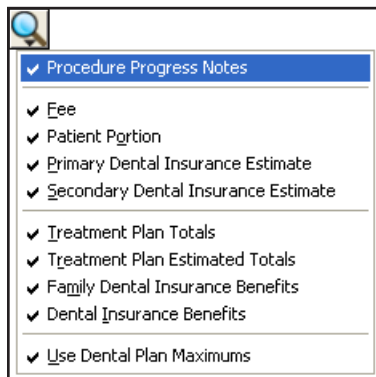 Procedure Progress Notes
Fee
Patient Portion
Primary Dental Insurance Estimate
Secondary Dental Insurance Estimate
Treatment Plan Totals
Treatment Plan Estimated Totals
Family Dental Insurance Benefits
Dental Insurance Benefits
Use Dental Plan Maximums